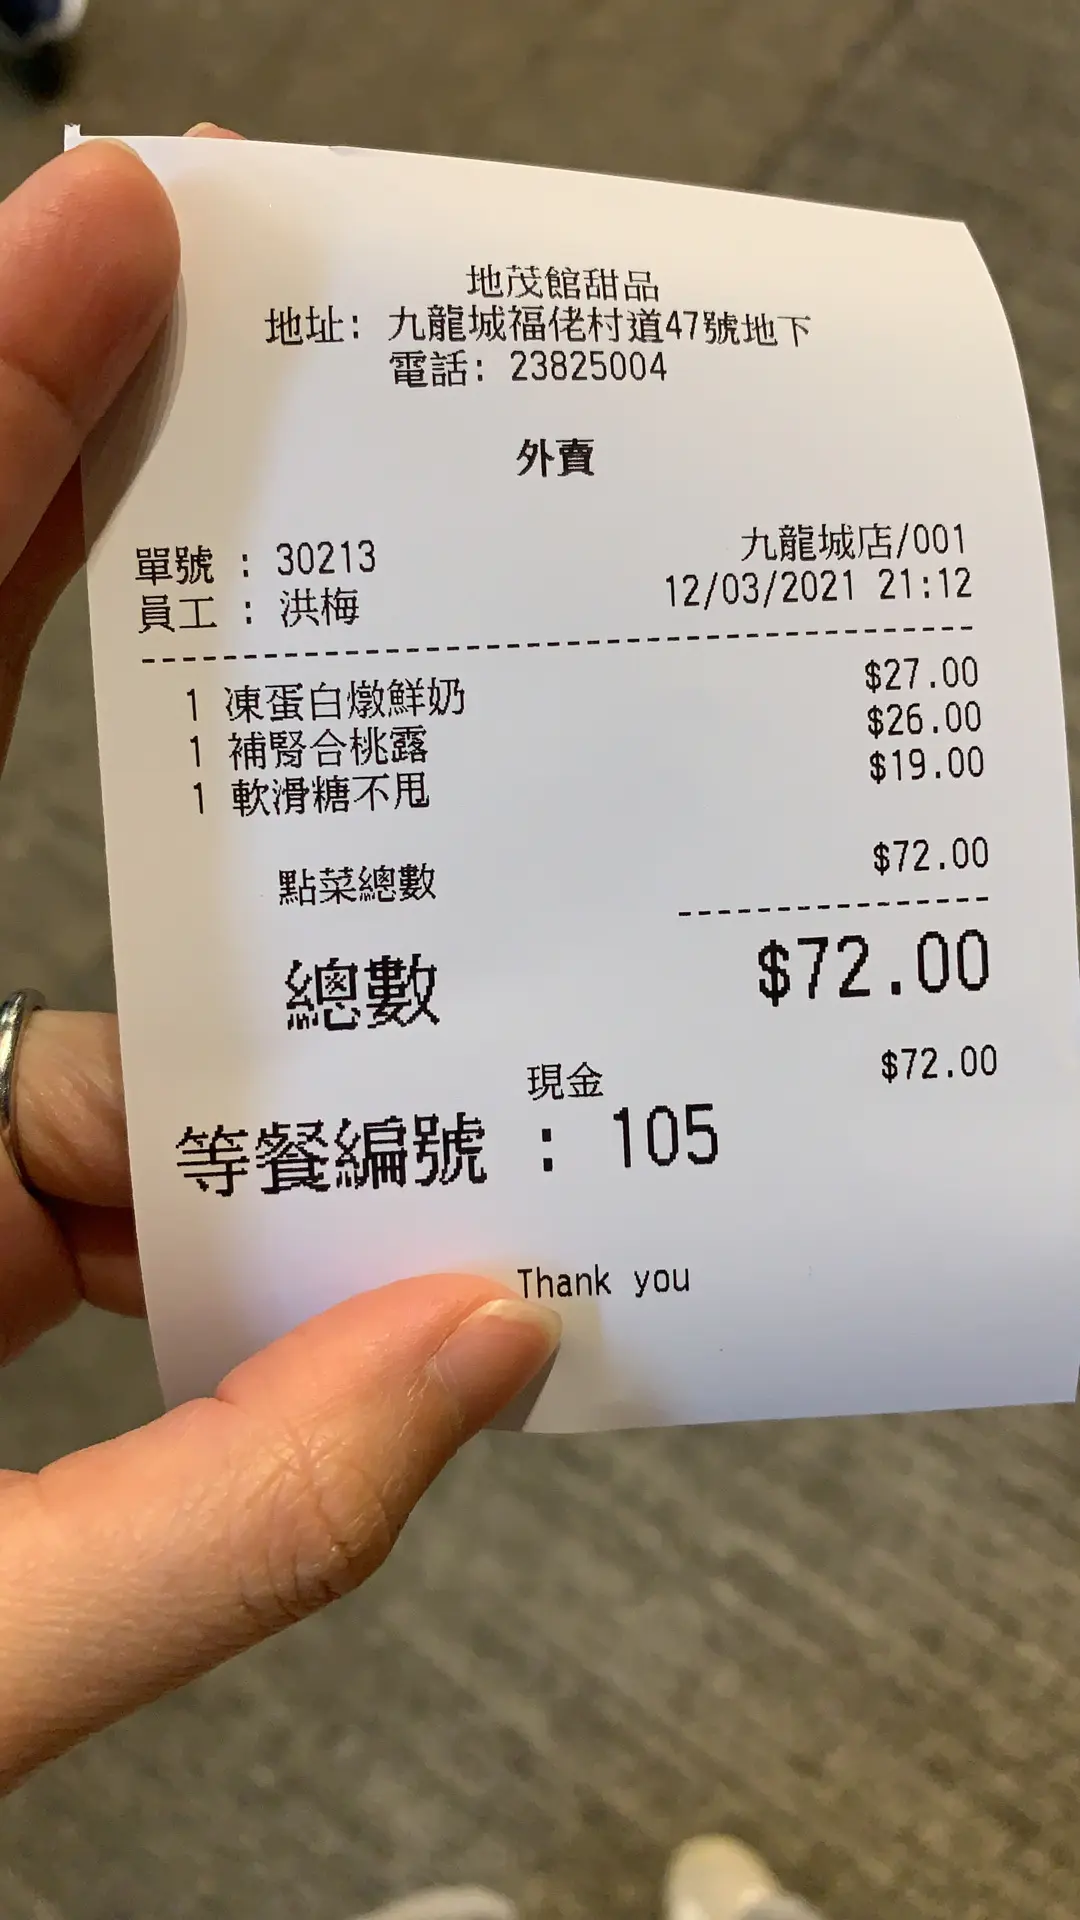 地茂館甜品
地址: 九龍城福佬村道47號地下
電話: 23825004
外賣
單號 : 30213
九龍城店/001
員工 : 洪梅
12/03/2021 21:12
1 凍蛋白燉鮮奶 $27.00
1 補腎合桃露 $26.00
1 軟滑糖不甩 $19.00
點菜總數 $72.00
總數 $72.00
現金 $72.00
等餐編號 : 105
Thank you